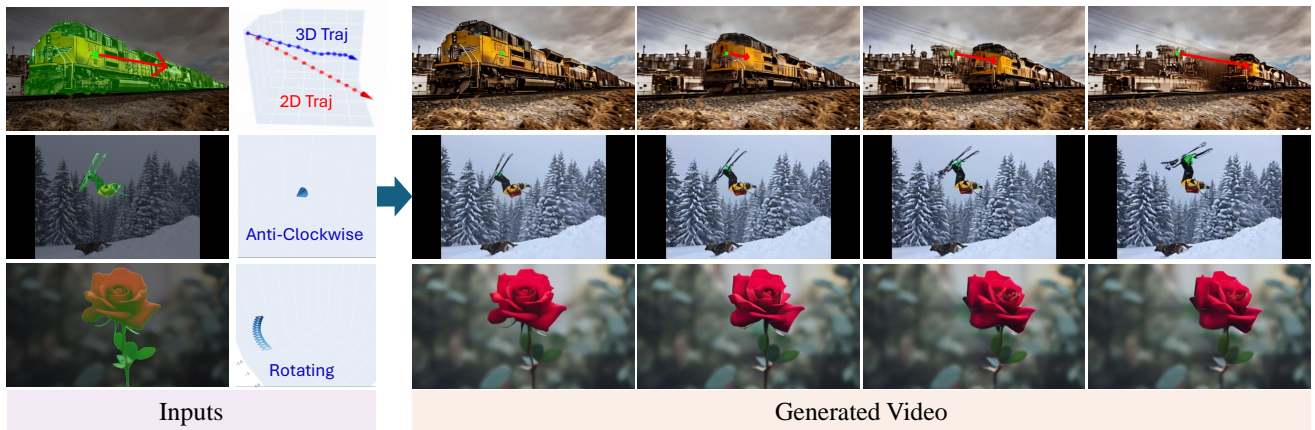 3D Traj
2D Traj
Anti-Clockwise
Rotating
Inputs
Generated Video